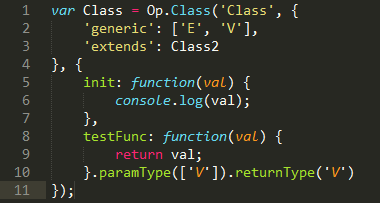 1 var Class = Op.Class('Class', {
2     'generic': ['E', 'V'],
3     'extends': Class2
4 }, {
5     init: function(val) {
6         console.log(val);
7     },
8     testFunc: function(val) {
9         return val;
10     }.paramType(['V']).returnType('V')
11 });